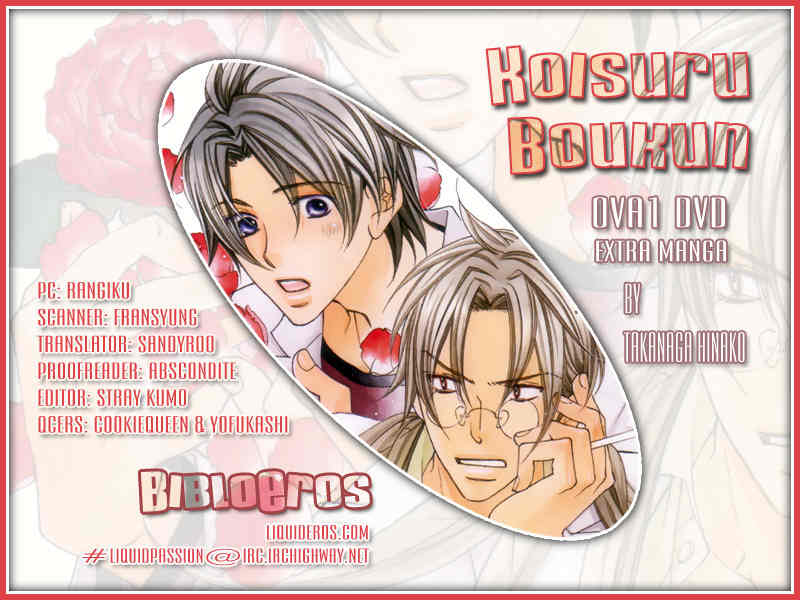 Koisuru
Boukun
OVA1 DVD
EXTRA MANGA
BY
TAKANAGA HINAKO
PC: RANGIKU
SCANNER: FRANSYUNG
TRANSLATOR: SANDYROO
PROOFREADER: ABSCONDITE
EDITOR: STRAY KUMO
QCERS: COOKIEQUEEN & YOFUKASHI
BIBLOEROS
LIQUIDEROS.COM
#LIQUIDPASSION@IRC.IRCHIGHWAY.NET